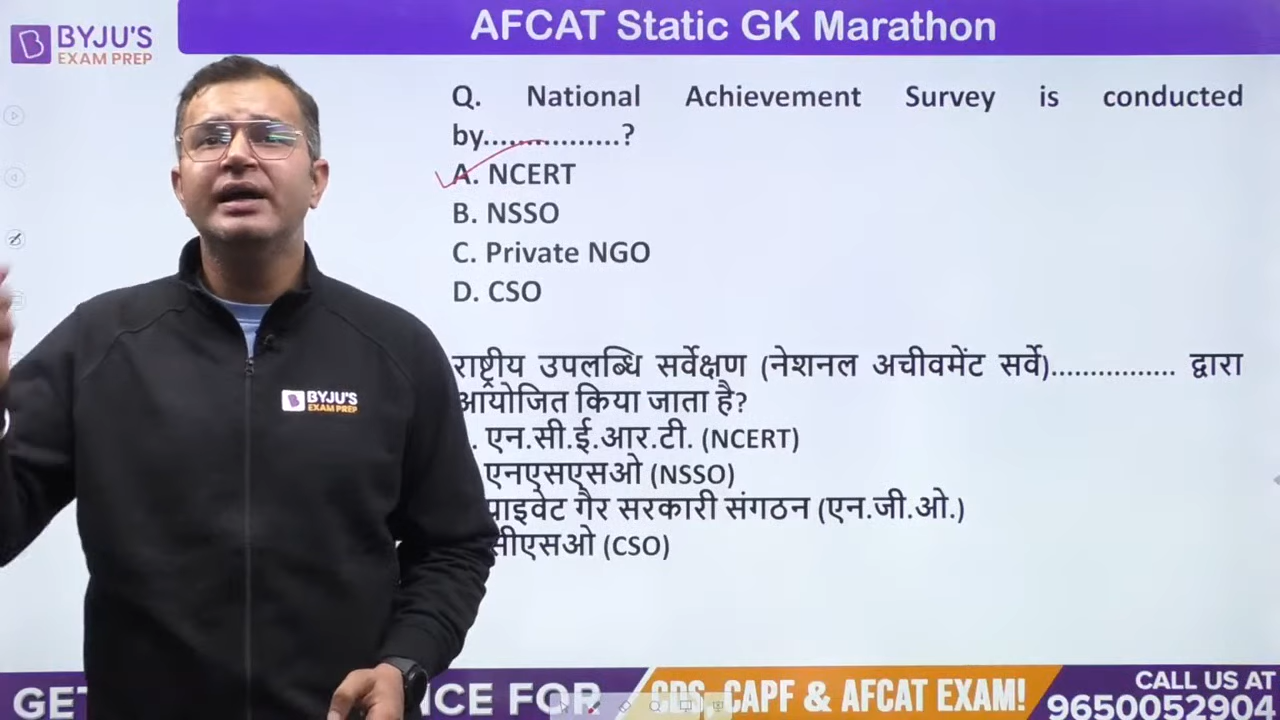 BYJU'S
EXAM PREP
AFCAT Static GK Marathon
Q. National Achievement Survey is conducted
by...............?
A. NCERT
B. NSSO
C. Private NGO
D. CSO
राष्ट्रीय उपलब्धि सर्वेक्षण (नेशनल अचीवमेंट सर्वे)................ द्वारा
आयोजित किया जाता है?
. एन.सी.ई.आर.टी. (NCERT)
एनएसएसओ (NSSO)
प्राइवेट गैर सरकारी संगठन (एन.जी.ओ.)
सीएसओ (CSO)
BYJU'S
EXAM PREP
GET
FOR
CDS, CAPF & AFCAT EXAM!
CALL US AT
9650052904